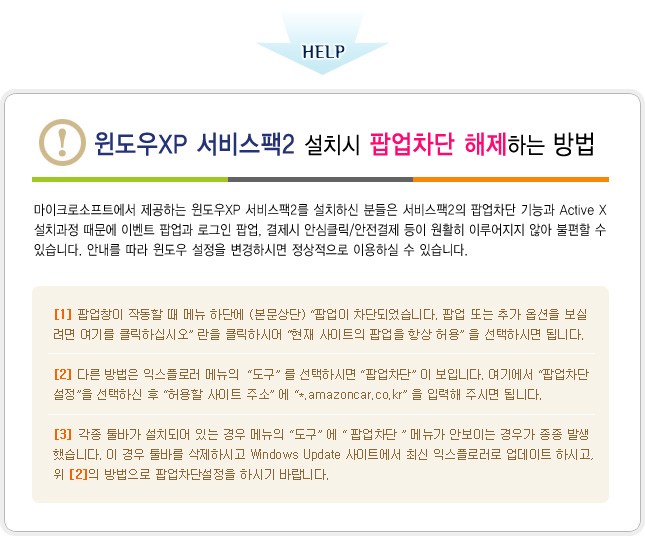 HELP
윈도우XP 서비스팩2 설치시 팝업차단 해제하는 방법
마이크로소프트에서 제공하는 윈도우XP 서비스팩2를 설치하신 분들은 서비스팩2의 팝업차단 기능과 Active X
설치과정 때문에 이벤트 팝업과 로그인 팝업, 결제시 안심클릭/안전결제 등이 원활히 이루어지지 않아 불편할 수
있습니다. 안내를 따라 윈도우 설정을 변경하시면 정상적으로 이용하실 수 있습니다.
[1] 팝업창이 작동할 때 메뉴 하단에 (본문상단) “팝업이 차단되었습니다. 팝업 또는 추가 옵션을 보실
려면 여기를 클릭하십시오” 란을 클릭하시어 “현재 사이트의 팝업을 항상 허용” 을 선택하시면 됩니다.
[2] 다른 방법은 익스플로러 메뉴의 “도구” 를 선택하시면 “팝업차단” 이 보입니다. 여기에서 “팝업차단
설정”을 선택하신 후 “허용할 사이트 주소” 에 “*.amazoncar.co.kr” 을 입력해 주시면 됩니다.
[3] 각종 툴바가 설치되어 있는 경우 메뉴의 “도구” 에 “ 팝업차단 ” 메뉴가 안보이는 경우가 종종 발생
했습니다. 이 경우 툴바를 삭제하시고 Windows Update 사이트에서 최신 익스플로러로 업데이트 하시고,
위 [2]의 방법으로 팝업차단설정을 하시기 바랍니다.